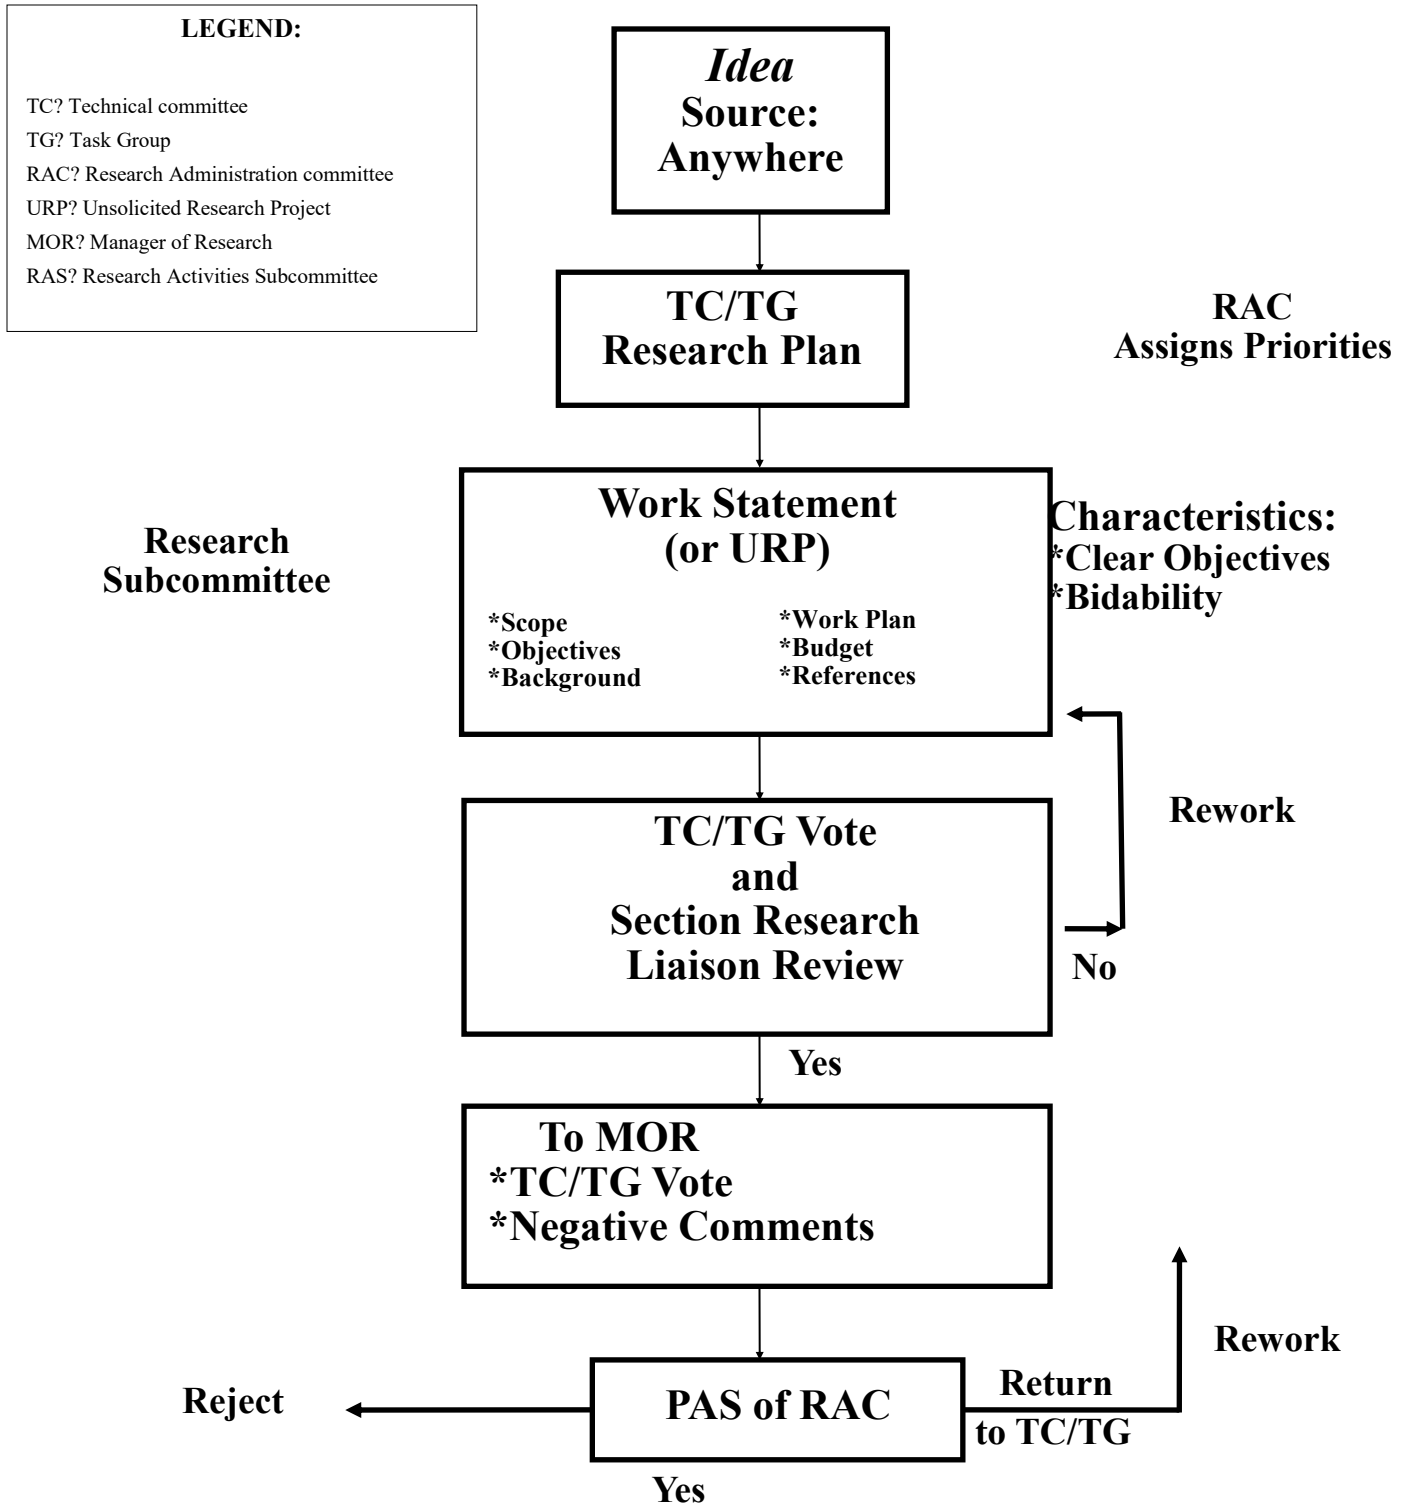 LEGEND:
TC? Technical committee
TG? Task Group
RAC? Research Administration committee
URP? Unsolicited Research Project
MOR? Manager of Research
RAS? Research Activities Subcommittee
Idea
Source:
Anywhere
TC/TG
Research Plan
RAC
Assigns Priorities
Work Statement
(or URP)
*Scope
*Objectives
*Background
*Work Plan
*Budget
*References
Research
Subcommittee
Characteristics:
*Clear Objectives
*Bidability
Rework
TC/TG Vote
and
Section Research
Liaison Review
No
Yes
To MOR
*TC/TG Vote
*Negative Comments
Rework
Reject
PAS of RAC
Return
to TC/TG
Yes